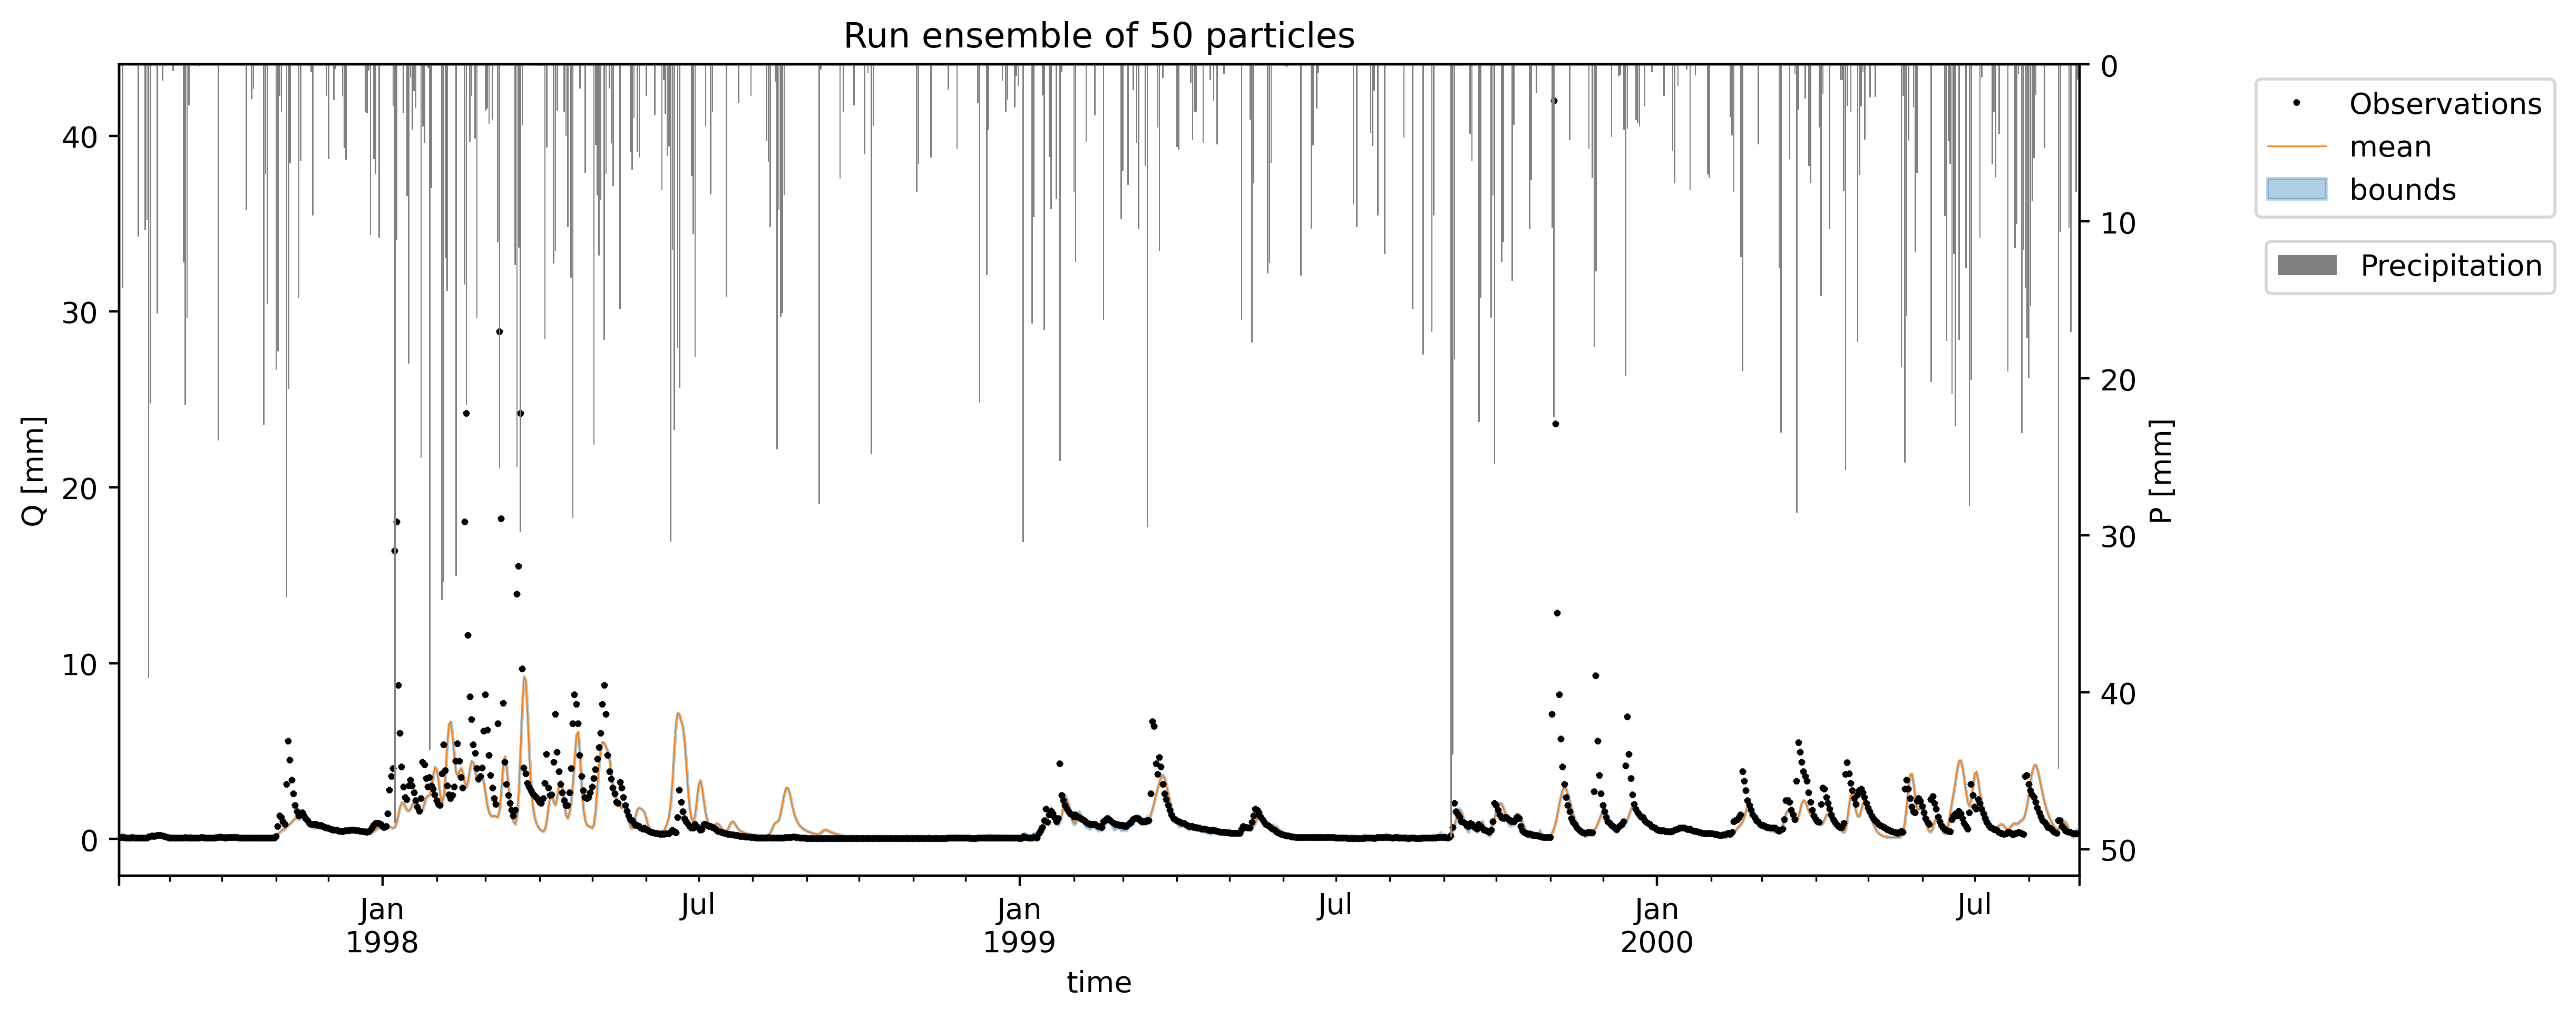 Run ensemble of 50 particles
Q [mm]
40
30
20
10
0
0
10
20
30
40
50
P [mm]
Jan
1998
Jul
Jan
1999
Jul
Jan
2000
Jul
time
Observations
mean
bounds
Precipitation